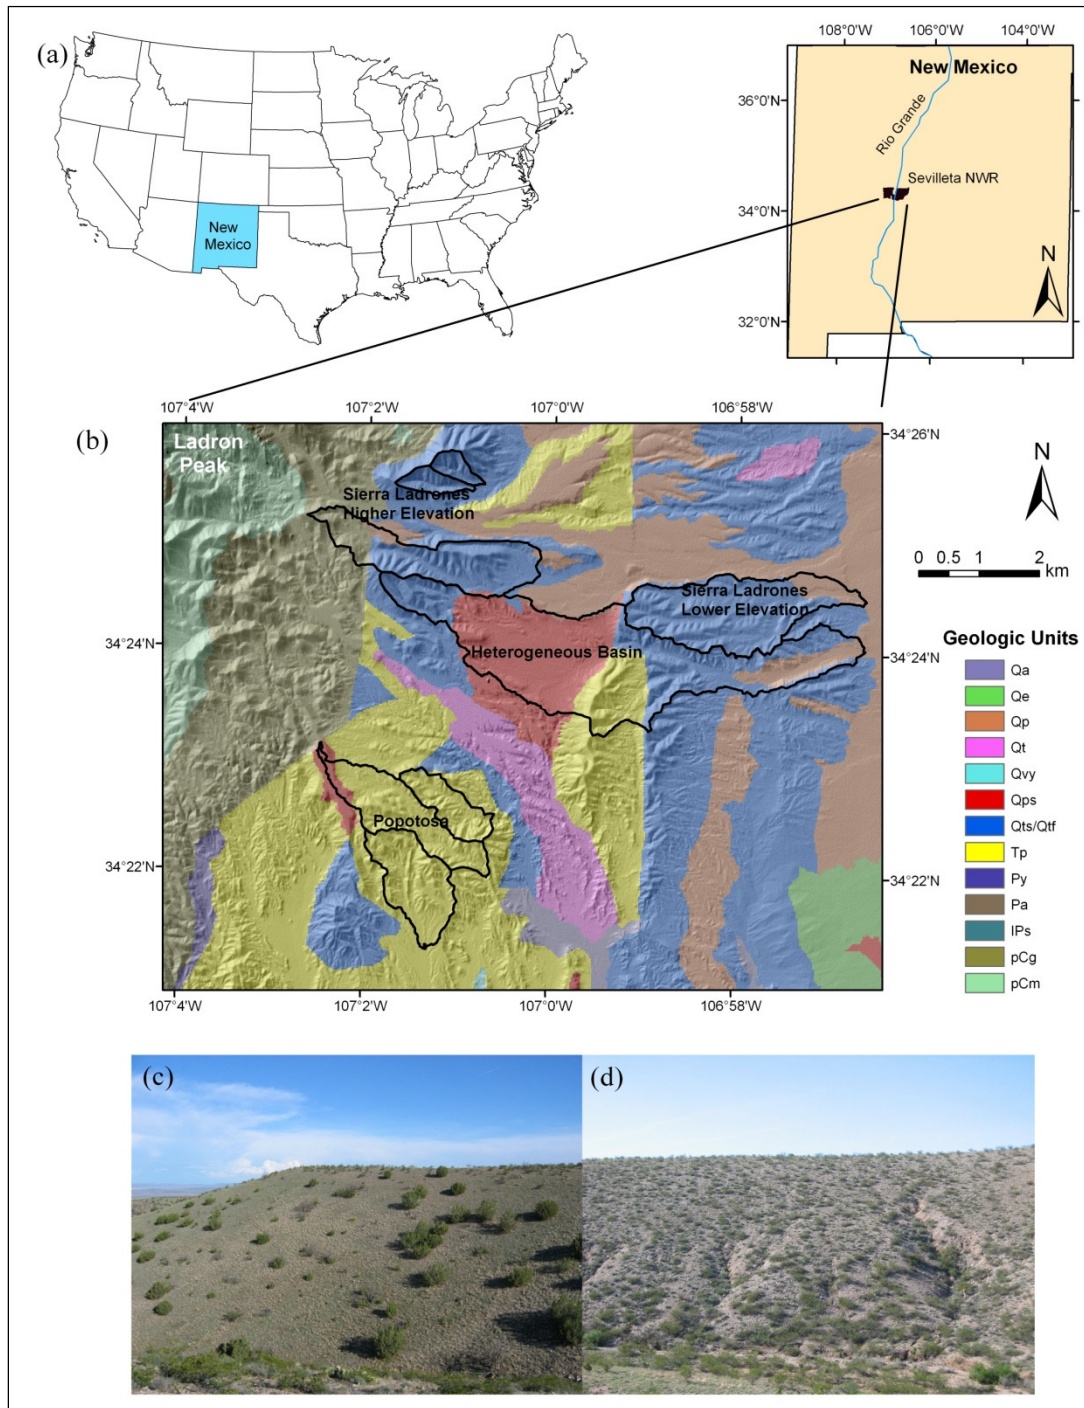 (a)
New
Mexico
108°0'W 106°0'W 104°0'W
New Mexico
36°0'N
Rio Grande
Sevilleta NWR
34°0'N
N
32°0'N
(b)
107°4'W 107°2'W 107°0'W 106°58'W
Ladron
Peak
34°26'N
N
Sierra Ladrones
Higher Elevation
0 0.5 1 2
km
Sierra Ladrones
Lower Elevation
34°24'N
Heterogeneous Basin
34°24'N
Popotosa
34°22'N
34°22'N
107°4'W 107°2'W 107°0'W 106°58'W
Geologic Units
Qa
Qe
Qp
Qt
Qvy
Qps
Qts/Qtf
Tp
Py
Pa
IPs
pCg
pCm
(c)
(d)